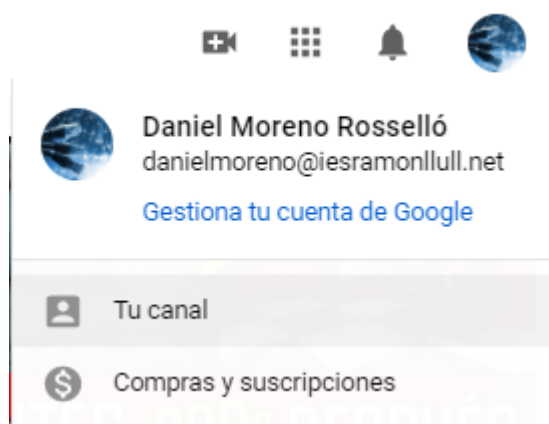 Daniel Moreno Rosselló
danielmoreno@iesramonllull.net
Gestiona tu cuenta de Google
Tu canal
Compras y suscripciones